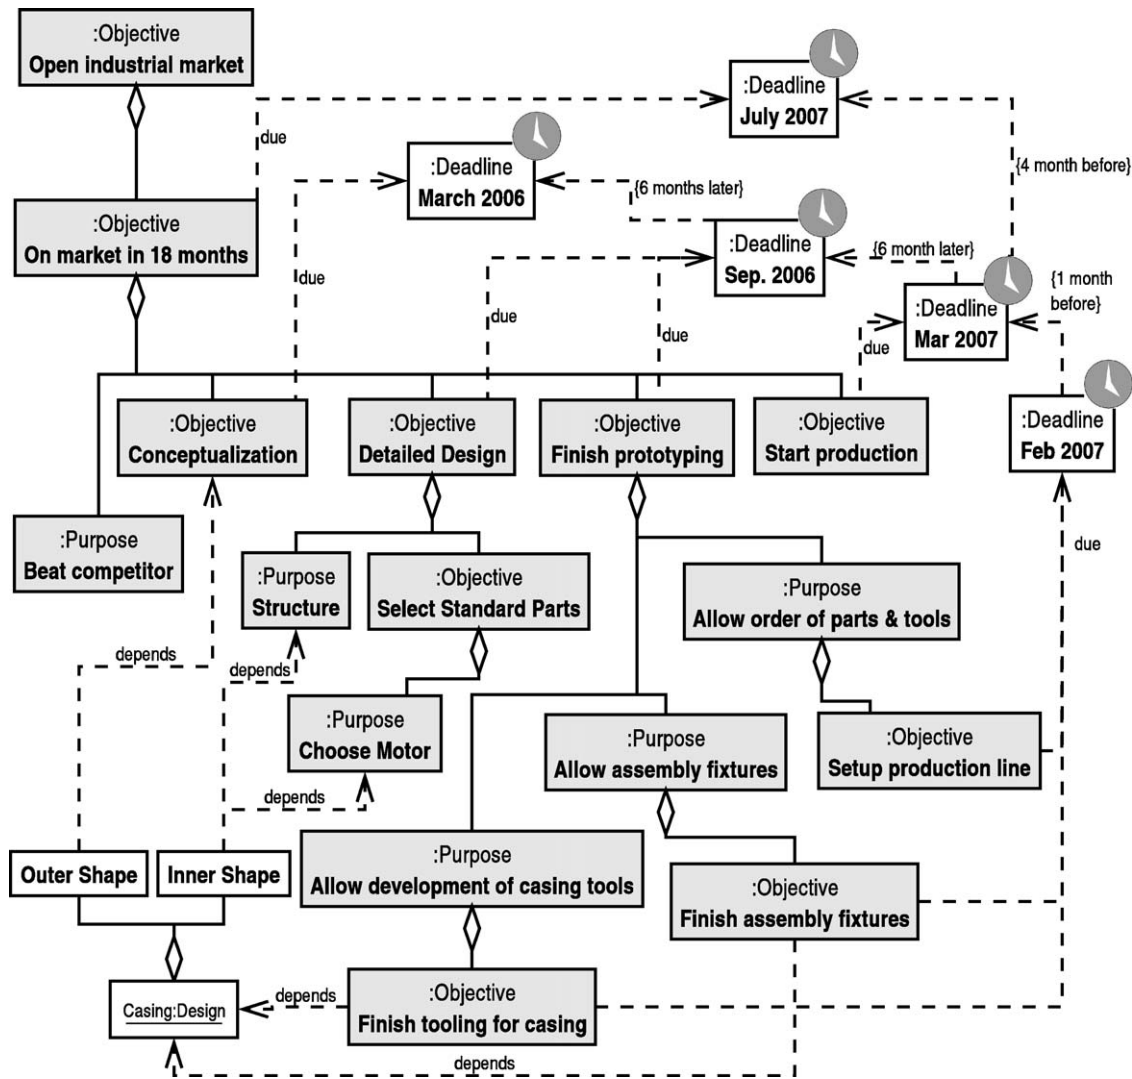 :Objective
Open industrial market
:Deadline
July 2007
due
:Deadline
March 2006
{6 months later}
{4 month before}
:Objective
On market in 18 months
:Deadline
Sep. 2006
{6 month later}
due
:Deadline
Mar 2007
{1 month
before}
due
due
due
:Objective
Conceptualization
:Objective
Detailed Design
:Objective
Finish prototyping
:Objective
Start production
:Deadline
Feb 2007
:Purpose
Beat competitor
:Purpose
Structure
:Objective
Select Standard Parts
:Purpose
Allow order of parts & tools
due
depends
depends
:Purpose
Choose Motor
:Purpose
Allow assembly fixtures
:Objective
Setup production line
depends
Outer Shape
Inner Shape
:Purpose
Allow development of casing tools
:Objective
Finish assembly fixtures
Casing:Design
depends
:Objective
Finish tooling for casing
depends